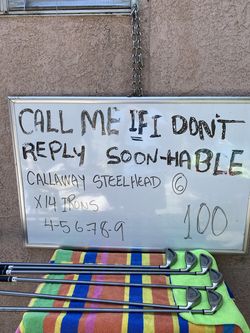 CALL ME IF I DON'T
REPLY SOON-HABLE
CALLAWAY STEELHEAD 6
X14 IRONS
4-5-6-7-8-9
100